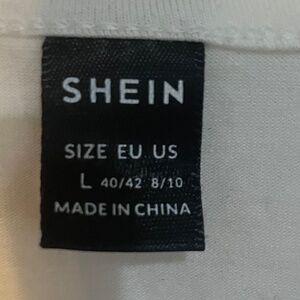 SHEIN
SIZE EU US
L 40/42 8/10
MADE IN CHINA